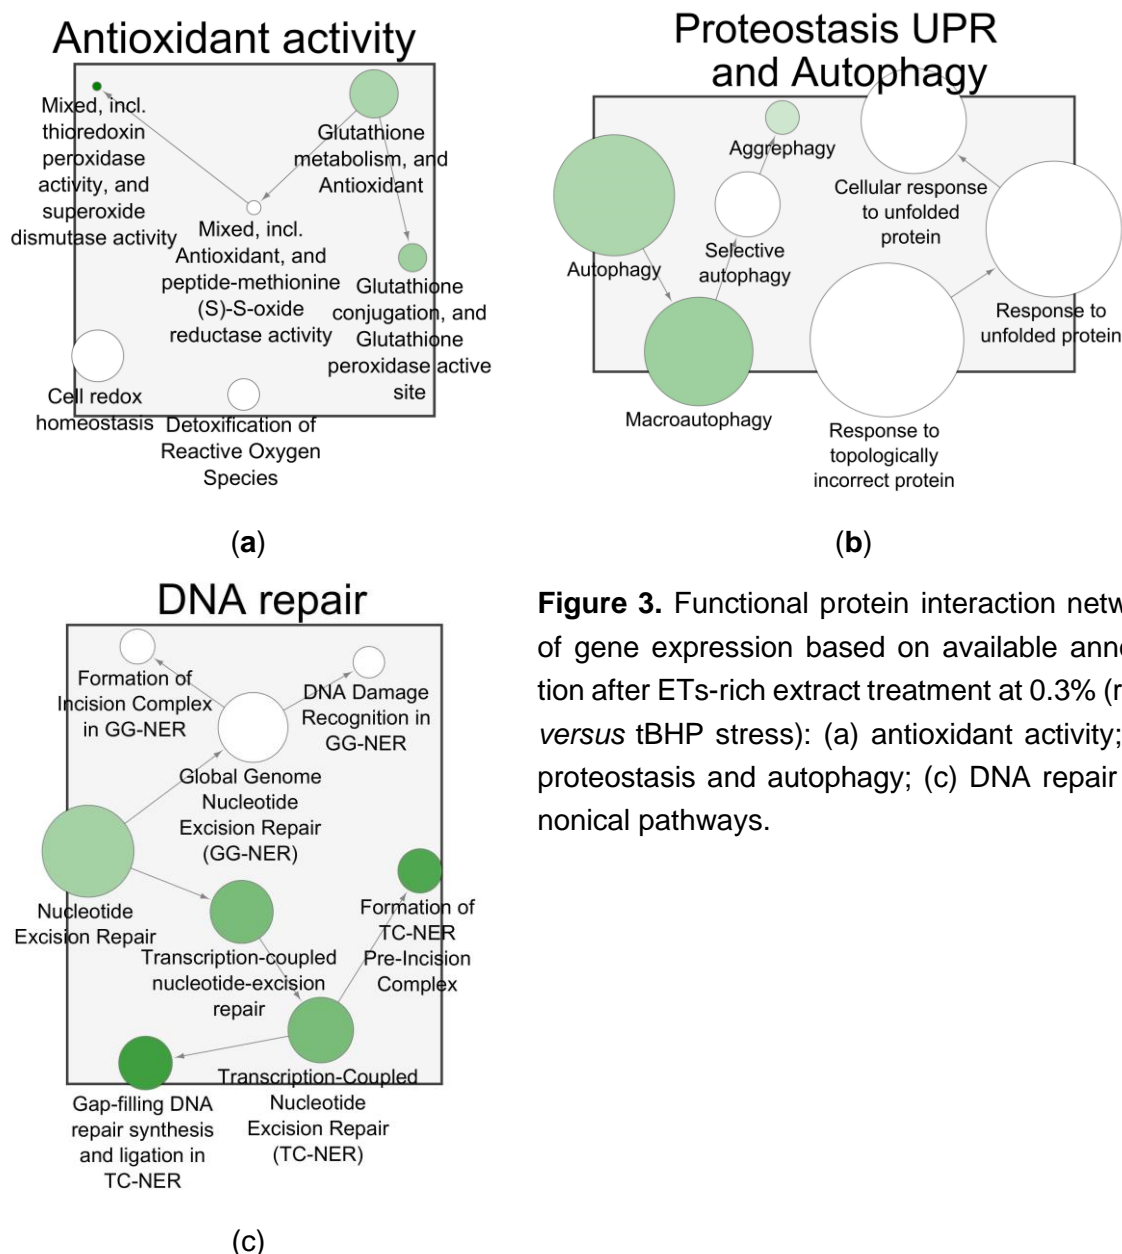 Antioxidant activity
Mixed, incl.
thioredoxin
peroxidase
activity, and
superoxide
dismutase activity
Glutathione
metabolism, and
Antioxidant
Mixed, incl.
Antioxidant, and
peptide-methionine
(S)-S-oxide
reductase activity
Glutathione
conjugation, and
Glutathione
peroxidase active
site
Cell redox
homeostasis
Detoxification of
Reactive Oxygen
Species
(a)
Proteostasis UPR
and Autophagy
Aggrephagy
Cellular response
to unfolded
protein
Autophagy
Selective
autophagy
Response to
unfolded protein
Macroautophagy
Response to
topologically
incorrect protein
(b)
DNA repair
Formation of
Incision Complex
in GG-NER
DNA Damage
Recognition in
GG-NER
Global Genome
Nucleotide
Excision Repair
(GG-NER)
Nucleotide
Excision Repair
Transcription-coupled
nucleotide-excision
repair
Formation of
TC-NER
Pre-Incision
Complex
Transcription-Coupled
Nucleotide
Excision Repair
(TC-NER)
Gap-filling DNA
repair synthesis
and ligation in
TC-NER
(c)
Figure 3. Functional protein interaction netw
of gene expression based on available anno
tion after ETs-rich extract treatment at 0.3% (r
versus tBHP stress): (a) antioxidant activity;
proteostasis and autophagy; (c) DNA repair
nonical pathways.